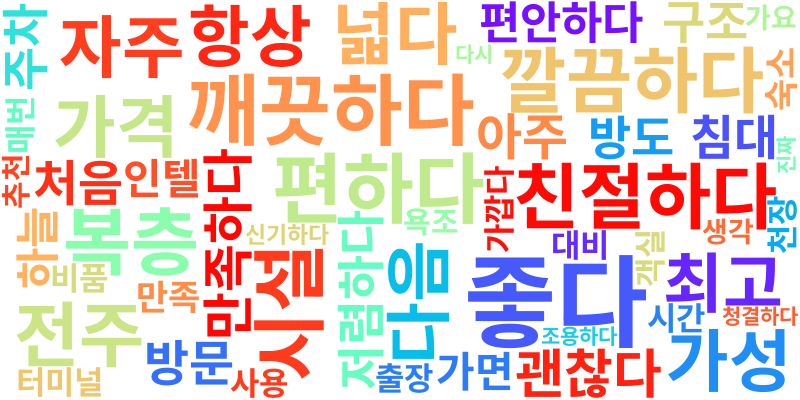 주차
자주
항상
넓다
편안하다
구조
가요
다시
깔끔하다
숙소
매번
가격
깨끗하다
아주
방도
침대
진짜
추천
처음
인텔
만족하다
편하다
가깝다
친절하다
천장
하늘
복층
신기하다
저렴하다
욕조
대비
객실
생각
비품
만족
시설
다음
좋다
최고
전주
시간
청결하다
방문
조용하다
가성
터미널
사용
출장
가면
괜찮다